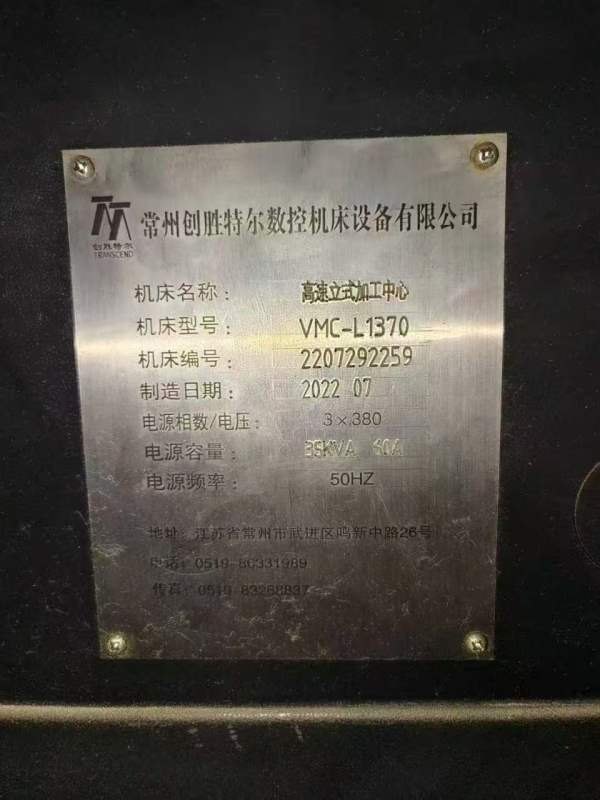 常州创胜特尔数控机床设备有限公司
创胜特尔
TRANSCEND
机床名称： 高速立式加工中心
机床型号： VMC-L1370
机床编号： 2207292259
制造日期： 2022 07
电源相数/电压： 3×380
电源容量： 35KVA 60A
电源频率： 50HZ
地址：江苏省常州市武进区鸣新中路26号
电话：0519-86331989
传真：0519-83268837